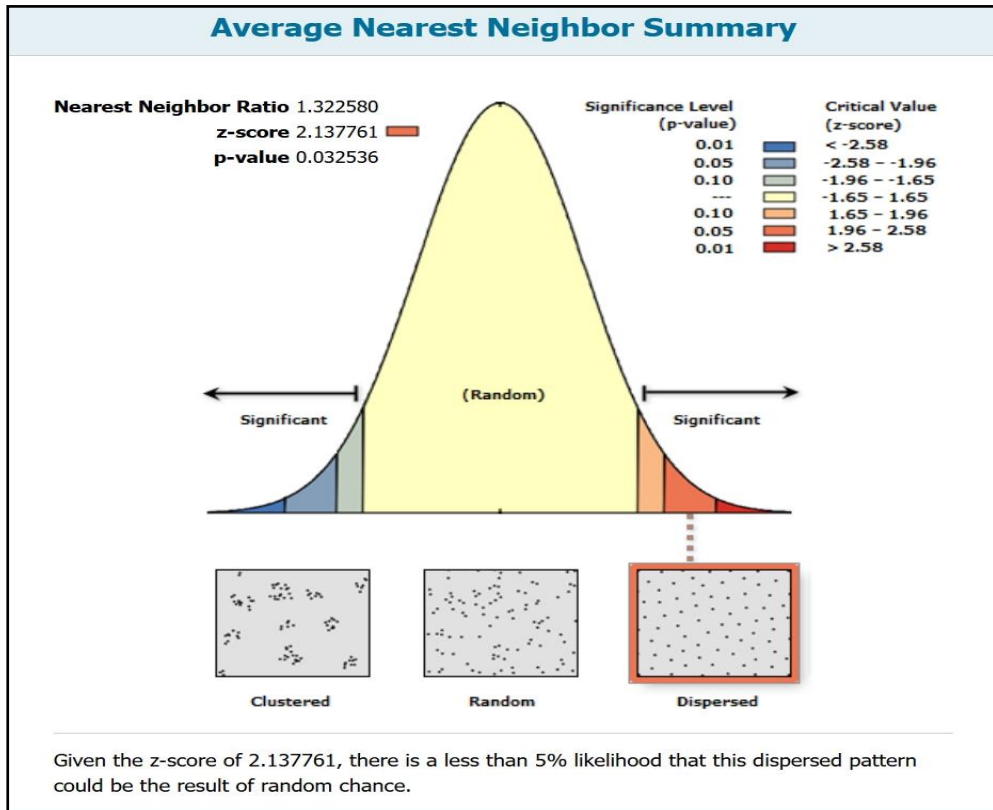 Average Nearest Neighbor Summary
Nearest Neighbor Ratio 1.322580
z-score 2.137761
p-value 0.032536
Significance Level Critical Value
(p-value) (z-score)
0.01 < -2.58
0.05 -2.58 – -1.96
0.10 -1.96 – -1.65
--- -1.65 – 1.65
0.10 1.65 – 1.96
0.05 1.96 – 2.58
0.01 > 2.58
(Random)
Significant Significant
Clustered Random Dispersed
Given the z-score of 2.137761, there is a less than 5% likelihood that this dispersed pattern
could be the result of random chance.